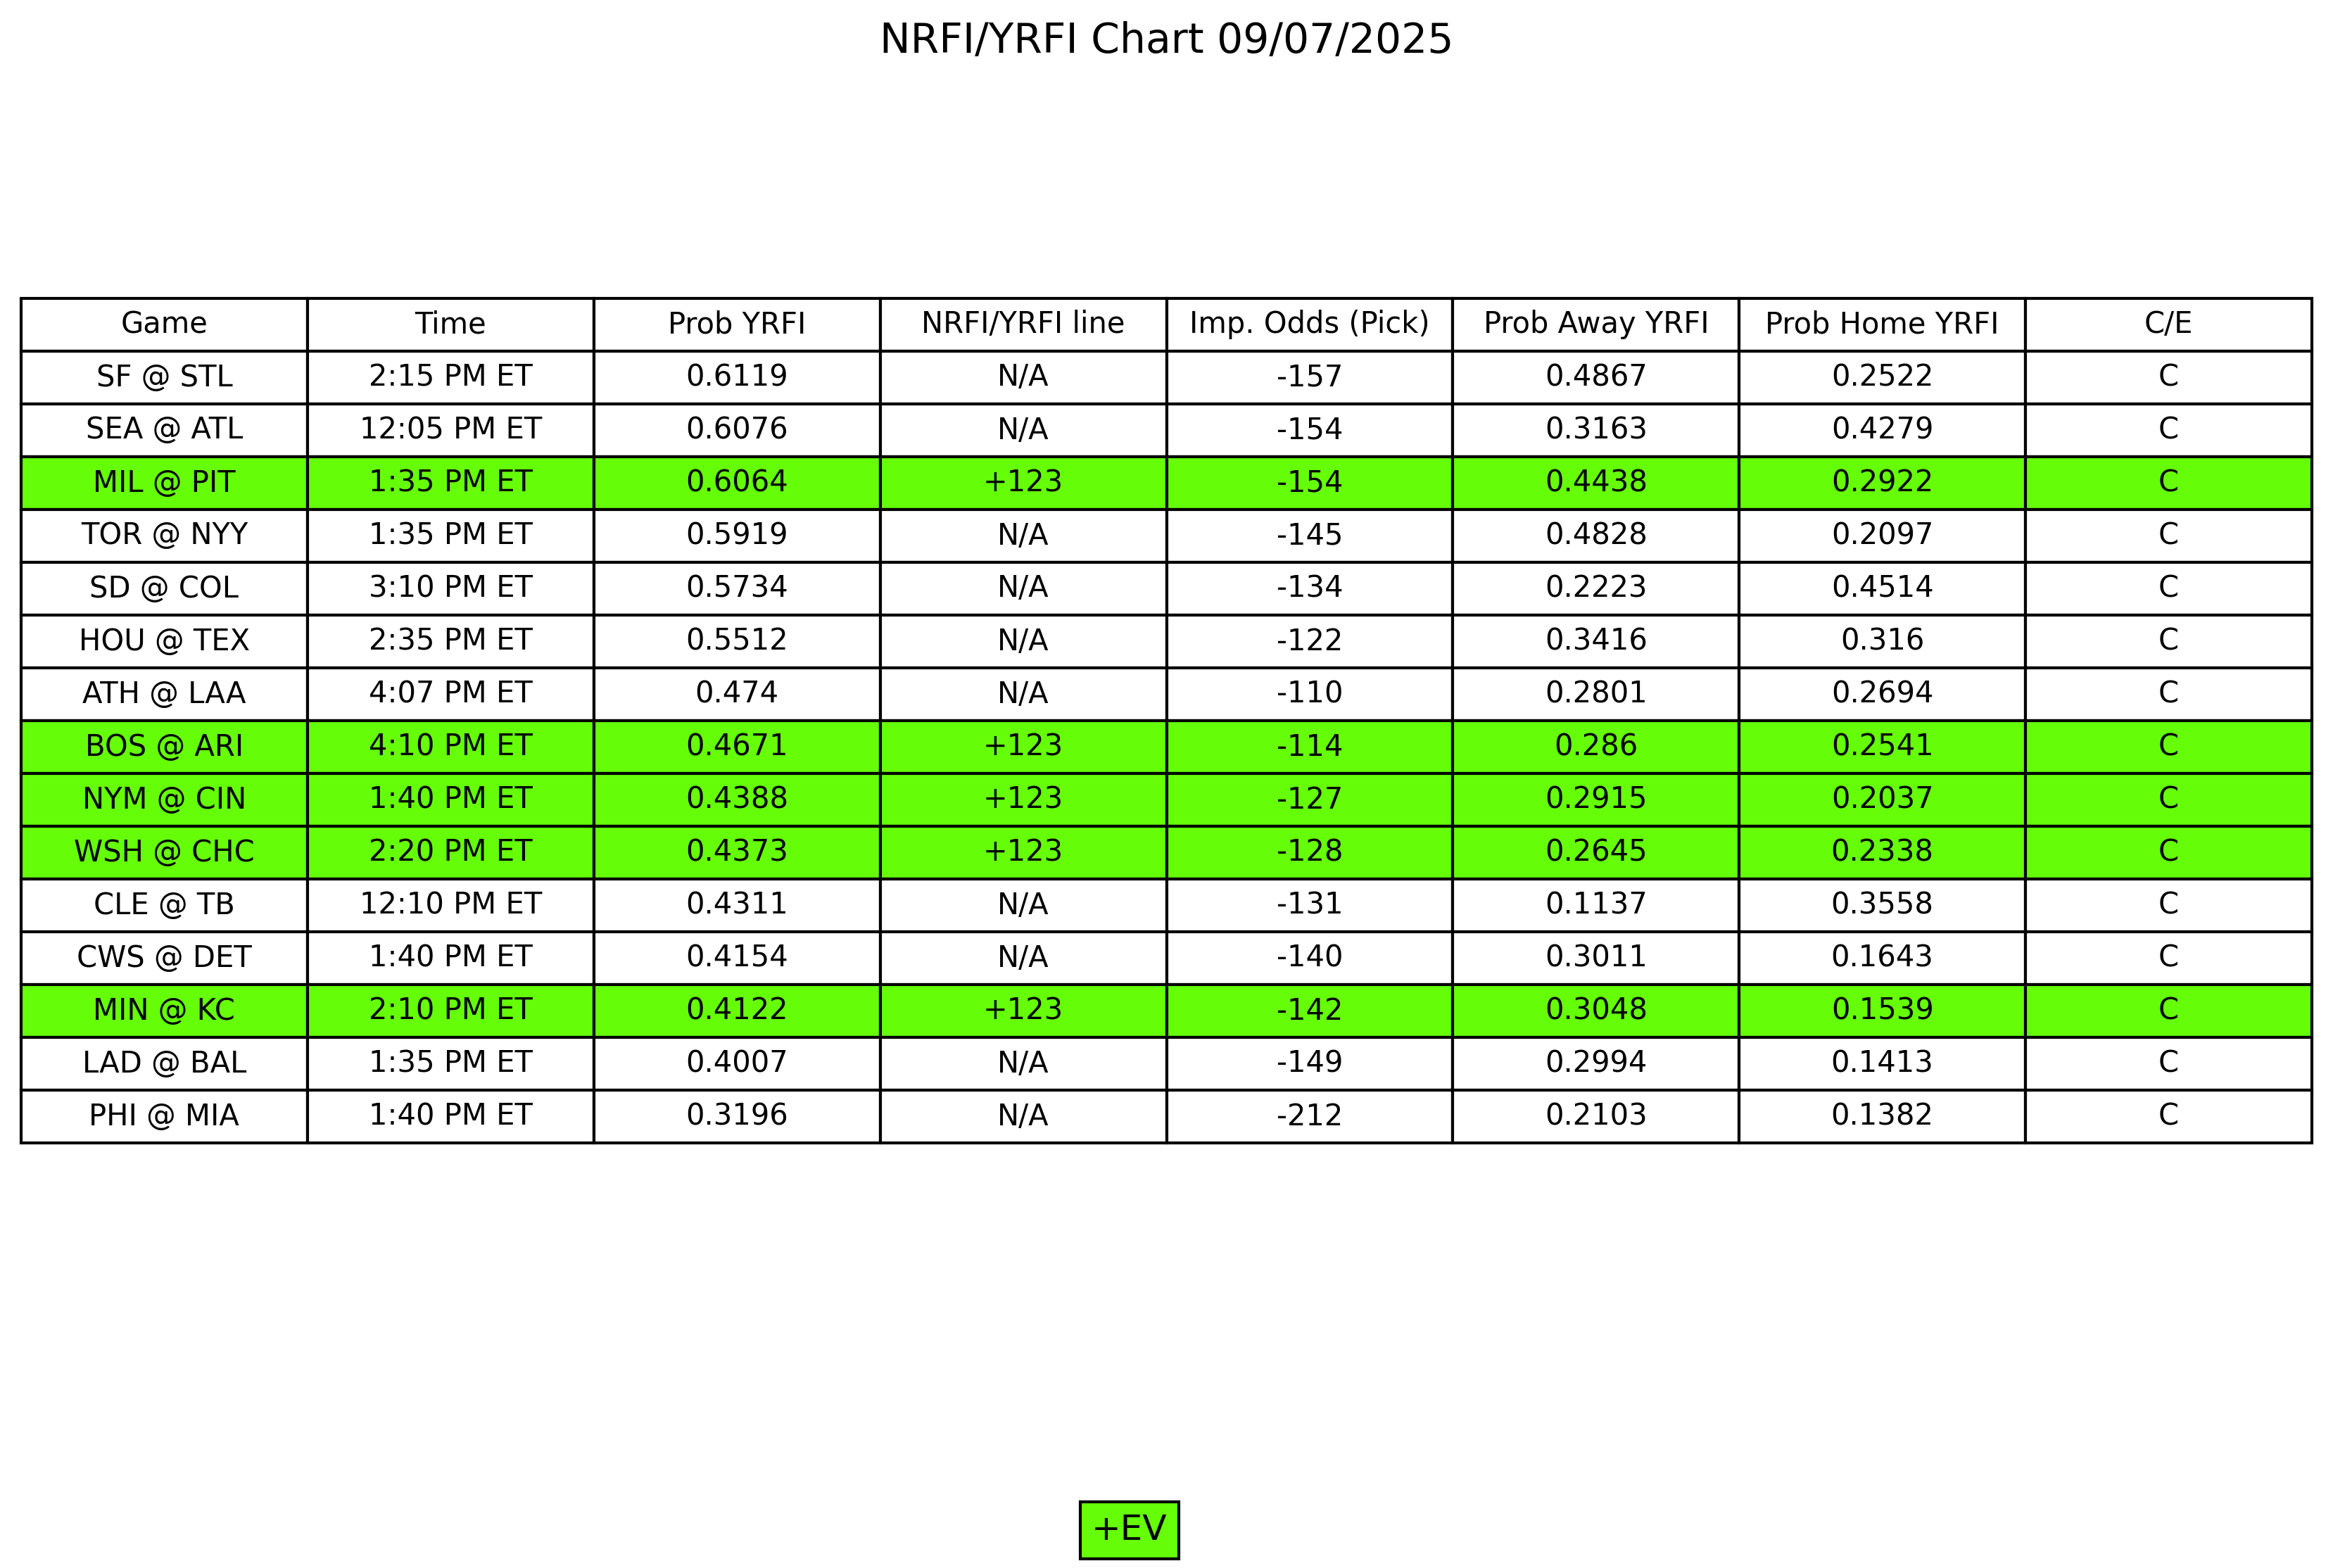 NRFI/YRFI Chart 09/07/2025
Game Time Prob YRFI NRFI/YRFI line Imp. Odds (Pick) Prob Away YRFI Prob Home YRFI C/E
SF @ STL 2:15 PM ET 0.6119 N/A -157 0.4867 0.2522 C
SEA @ ATL 12:05 PM ET 0.6076 N/A -154 0.3163 0.4279 C
MIL @ PIT 1:35 PM ET 0.6064 +123 -154 0.4438 0.2922 C
TOR @ NYY 1:35 PM ET 0.5919 N/A -145 0.4828 0.2097 C
SD @ COL 3:10 PM ET 0.5734 N/A -134 0.2223 0.4514 C
HOU @ TEX 2:35 PM ET 0.5512 N/A -122 0.3416 0.316 C
ATH @ LAA 4:07 PM ET 0.474 N/A -110 0.2801 0.2694 C
BOS @ ARI 4:10 PM ET 0.4671 +123 -114 0.286 0.2541 C
NYM @ CIN 1:40 PM ET 0.4388 +123 -127 0.2915 0.2037 C
WSH @ CHC 2:20 PM ET 0.4373 +123 -128 0.2645 0.2338 C
CLE @ TB 12:10 PM ET 0.4311 N/A -131 0.1137 0.3558 C
CWS @ DET 1:40 PM ET 0.4154 N/A -140 0.3011 0.1643 C
MIN @ KC 2:10 PM ET 0.4122 +123 -142 0.3048 0.1539 C
LAD @ BAL 1:35 PM ET 0.4007 N/A -149 0.2994 0.1413 C
PHI @ MIA 1:40 PM ET 0.3196 N/A -212 0.2103 0.1382 C
+EV